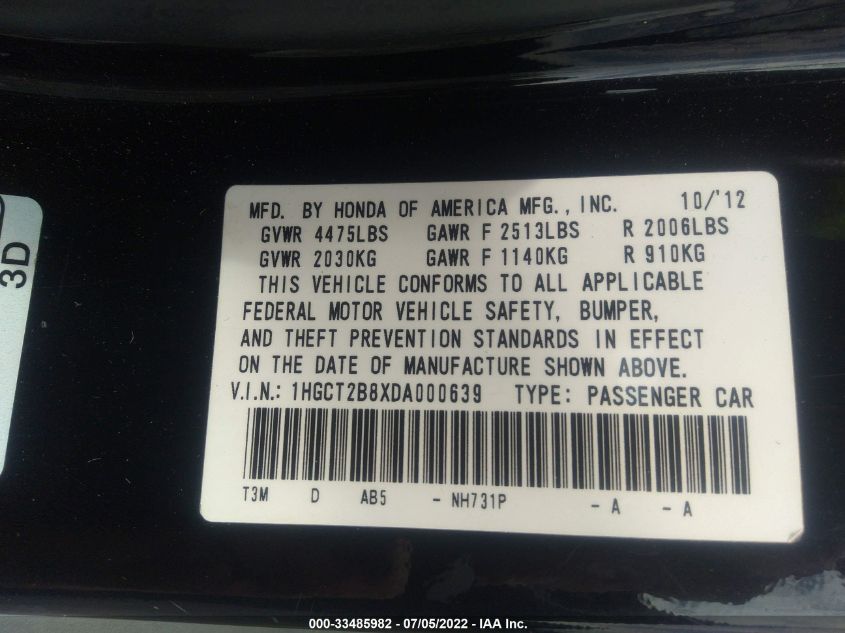 MFD. BY HONDA OF AMERICA MFG., INC. 10/'12
GVWR 4475LBS GAWR F 2513LBS R 2006LBS
GVWR 2030KG GAWR F 1140KG R 910KG
THIS VEHICLE CONFORMS TO ALL APPLICABLE
FEDERAL MOTOR VEHICLE SAFETY, BUMPER,
AND THEFT PREVENTION STANDARDS IN EFFECT
ON THE DATE OF MANUFACTURE SHOWN ABOVE.
V.I.N.: 1HGCT2B8XDA000639 TYPE: PASSENGER CAR
T3M D AB5 - NH731P - A - A
3D
000-33485982 - 07/05/2022 - IAA Inc.